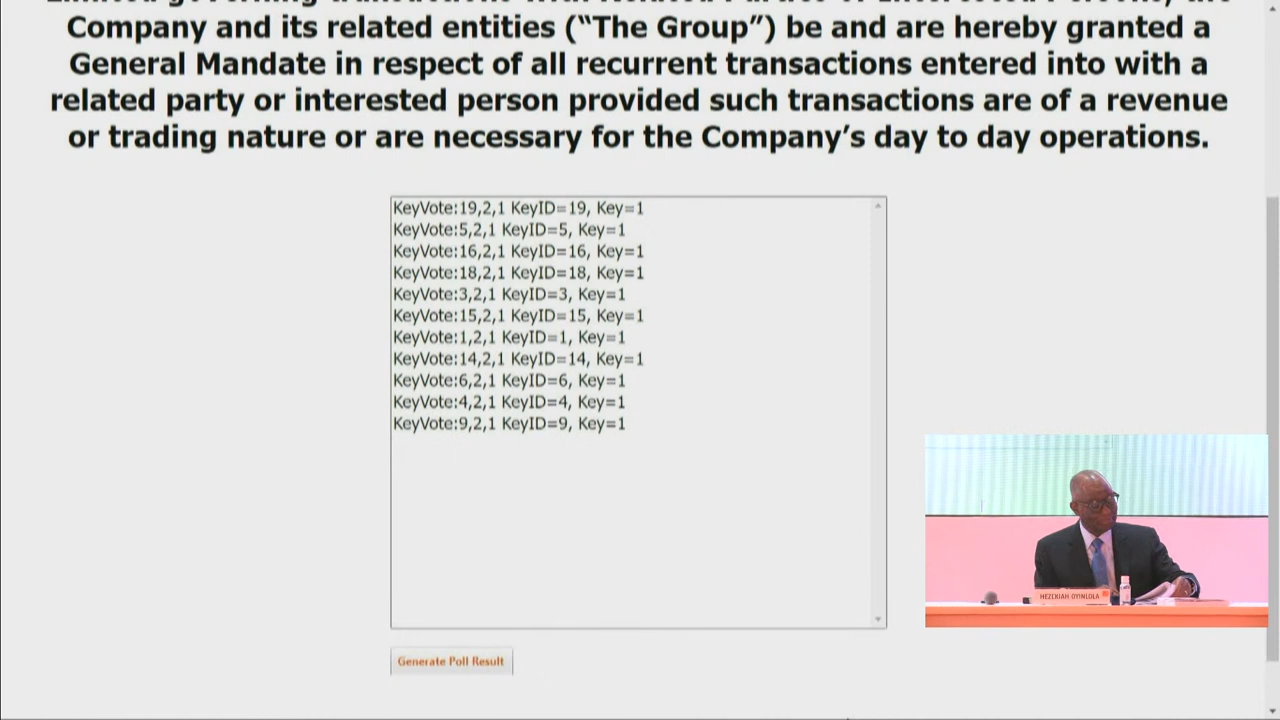 Company and its related entities (“The Group”) be and are hereby granted a
General Mandate in respect of all recurrent transactions entered into with a
related party or interested person provided such transactions are of a revenue
or trading nature or are necessary for the Company’s day to day operations.
KeyVote:19,2,1 KeyID=19, Key=1
KeyVote:5,2,1 KeyID=5, Key=1
KeyVote:16,2,1 KeyID=16, Key=1
KeyVote:18,2,1 KeyID=18, Key=1
KeyVote:3,2,1 KeyID=3, Key=1
KeyVote:15,2,1 KeyID=15, Key=1
KeyVote:1,2,1 KeyID=1, Key=1
KeyVote:14,2,1 KeyID=14, Key=1
KeyVote:6,2,1 KeyID=6, Key=1
KeyVote:4,2,1 KeyID=4, Key=1
KeyVote:9,2,1 KeyID=9, Key=1
HEZEKIAH OYINLOLA
Generate Poll Result